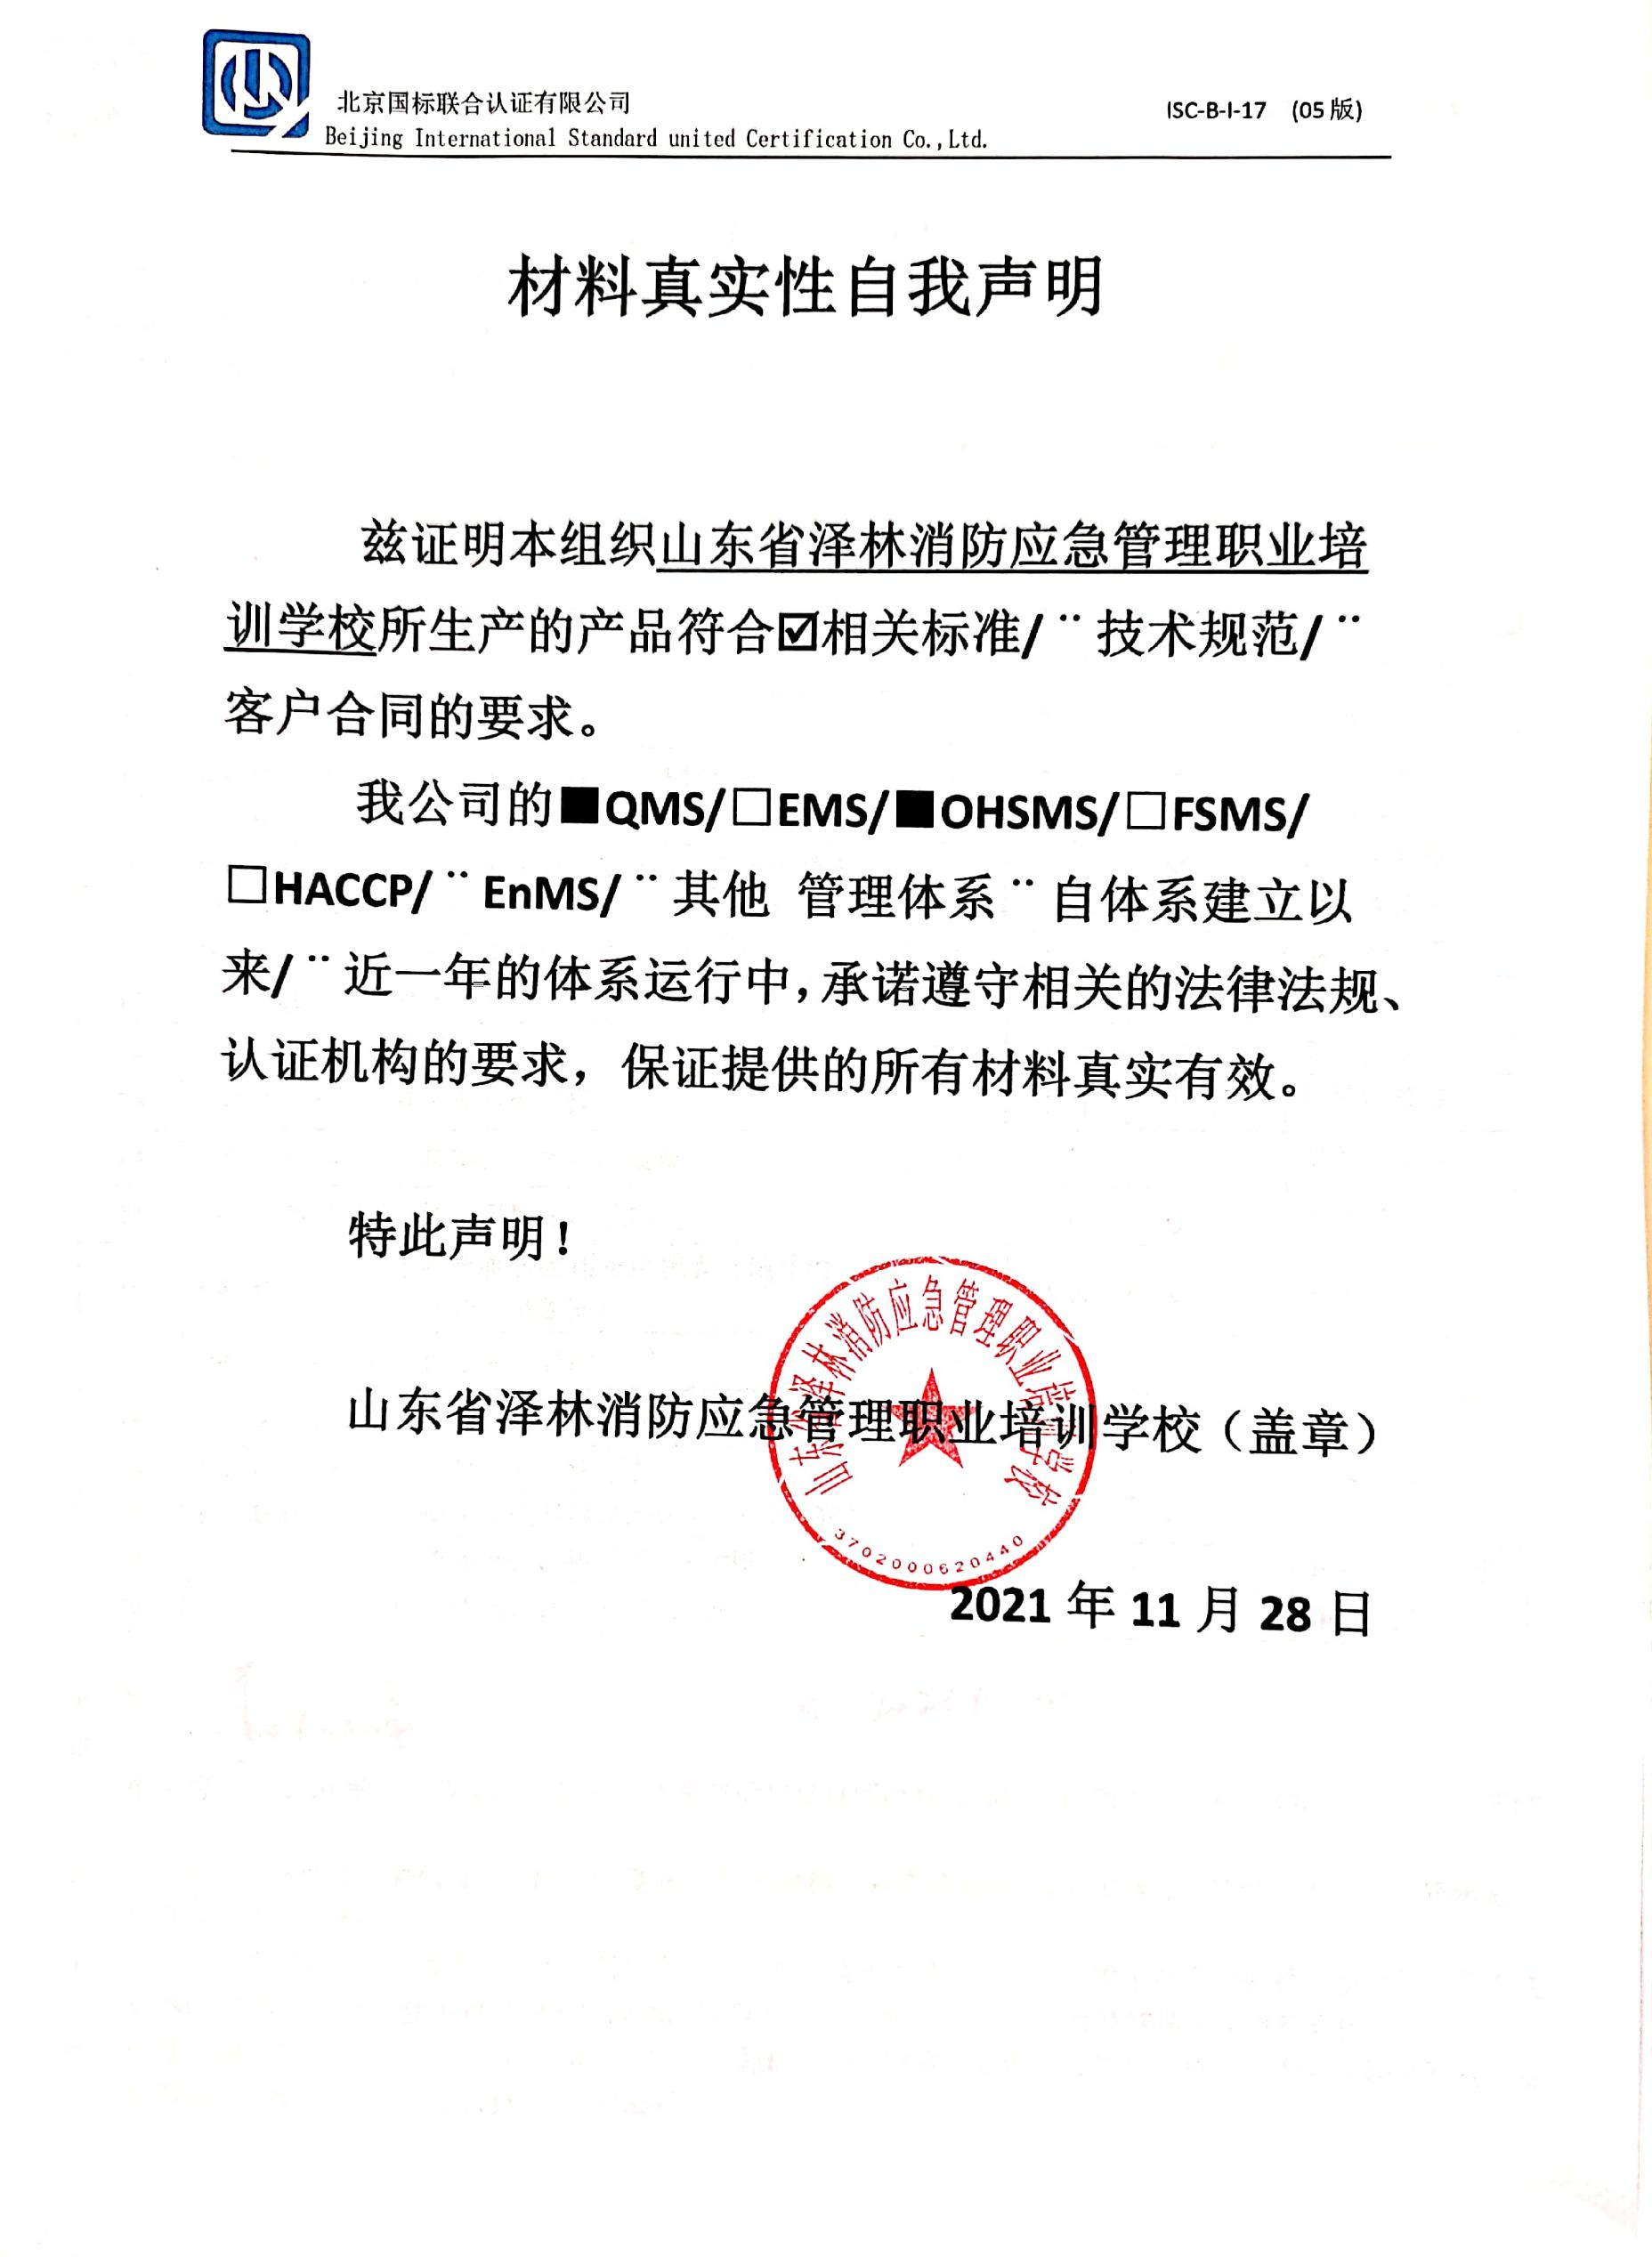 北京国标联合认证有限公司
ISC-B-I-17 (05版)
Beijing International Standard united Certification Co.,Ltd.
材料真实性自我声明
兹证明本组织山东省泽林消防应急管理职业培
训学校所生产的产品符合☑相关标准/¨技术规范/¨
客户合同的要求。
我公司的■QMS/□EMS/■OHSMS/□FSMS/
□HACCP/¨EnMS/¨其他 管理体系¨自体系建立以
来/¨近一年的体系运行中,承诺遵守相关的法律法规、
认证机构的要求，保证提供的所有材料真实有效。
特此声明！
山东省泽林消防应急管理职业培训学校
山东省泽林消防应急管理职业培训学校（盖章）
3702000620440
2021 年 11 月 28 日